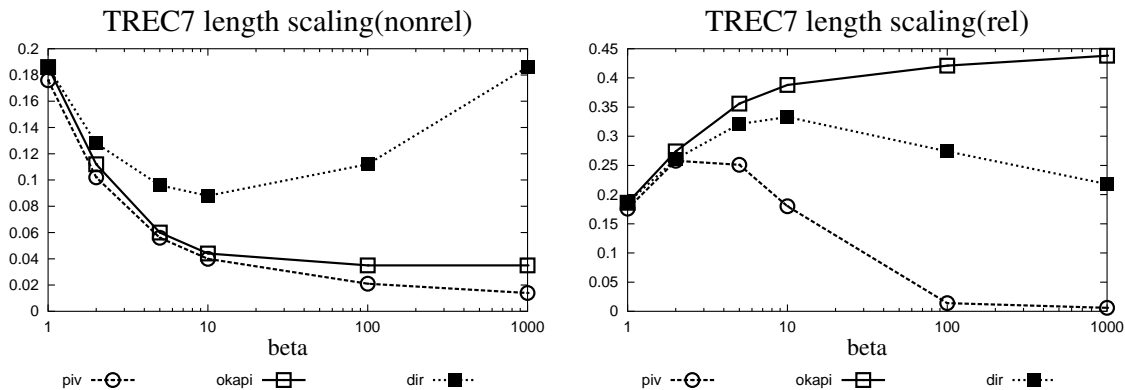 TREC7 length scaling(nonrel)
0.2
0.18
0.16
0.14
0.12
0.1
0.08
0.06
0.04
0.02
0
1 10 100 1000
beta
piv okapi dir
TREC7 length scaling(rel)
0.45
0.4
0.35
0.3
0.25
0.2
0.15
0.1
0.05
0
1 10 100 1000
beta
piv okapi dir